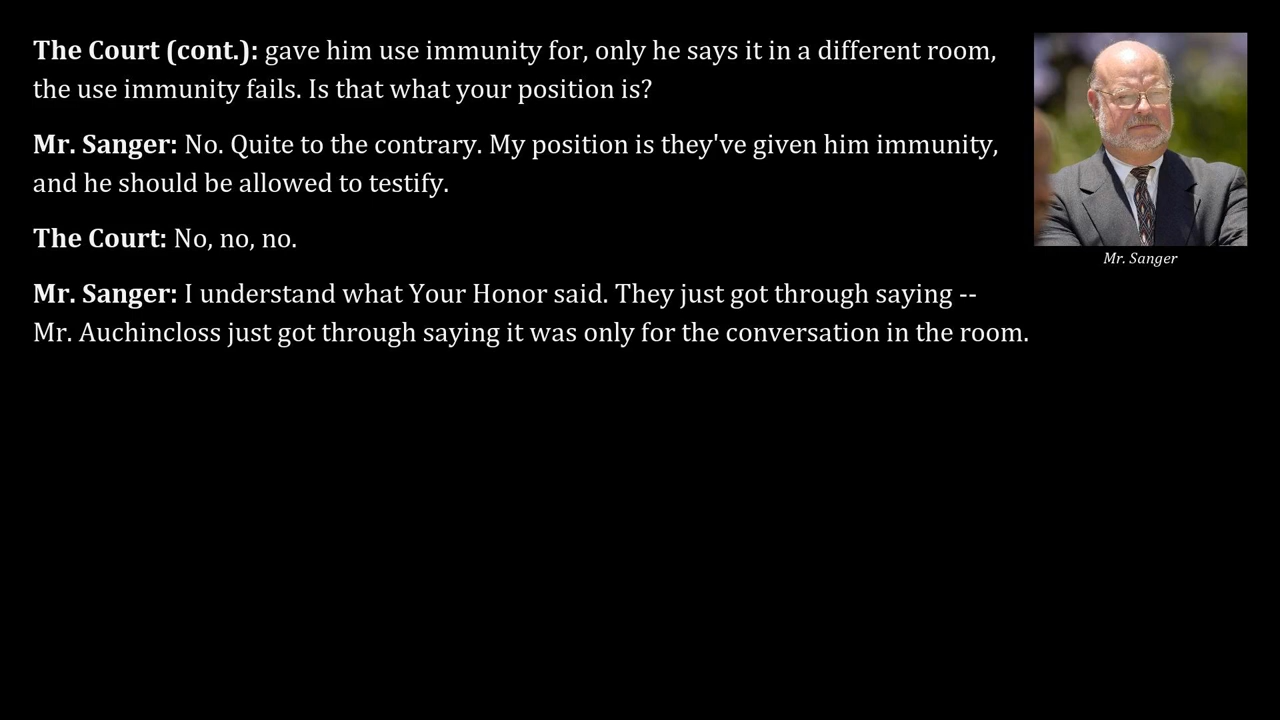 The Court (cont.): gave him use immunity for, only he says it in a different room,
the use immunity fails. Is that what your position is?
Mr. Sanger: No. Quite to the contrary. My position is they've given him immunity,
and he should be allowed to testify.
The Court: No, no, no.
Mr. Sanger: I understand what Your Honor said. They just got through saying --
Mr. Auchincloss just got through saying it was only for the conversation in the room.
Mr. Sanger